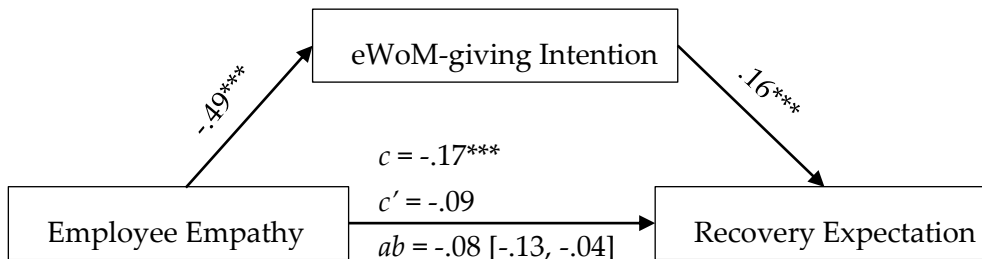 eWoM-giving Intention
-.49***
.16***
c = -.17***
c’ = -.09
Employee Empathy
Recovery Expectation
ab = -.08 [-.13, -.04]